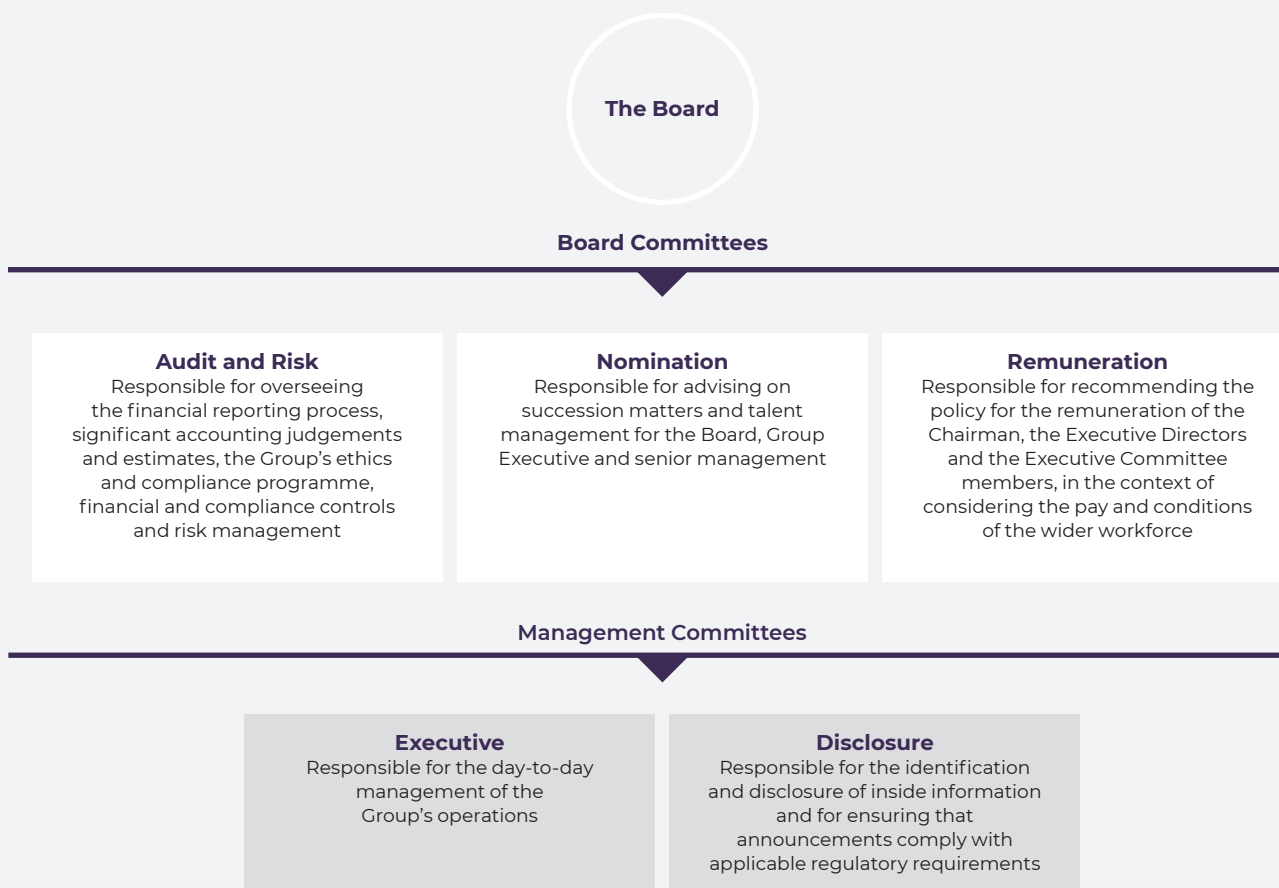 The Board
Board Committees
Audit and Risk
Responsible for overseeing
the financial reporting process,
significant accounting judgements
and estimates, the Group’s ethics
and compliance programme,
financial and compliance controls
and risk management
Nomination
Responsible for advising on
succession matters and talent
management for the Board, Group
Executive and senior management
Remuneration
Responsible for recommending the
policy for the remuneration of the
Chairman, the Executive Directors
and the Executive Committee
members, in the context of
considering the pay and conditions
of the wider workforce
Management Committees
Executive
Responsible for the day-to-day
management of the
Group’s operations
Disclosure
Responsible for the identification
and disclosure of inside information
and for ensuring that
announcements comply with
applicable regulatory requirements